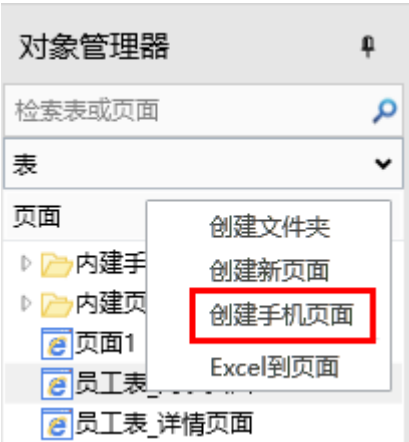 对象管理器
检索表或页面
表
页面
创建文件夹
创建新页面
创建手机页面
Excel到页面
内建手
内建页
页面1
员工表_
员工表_详情页面